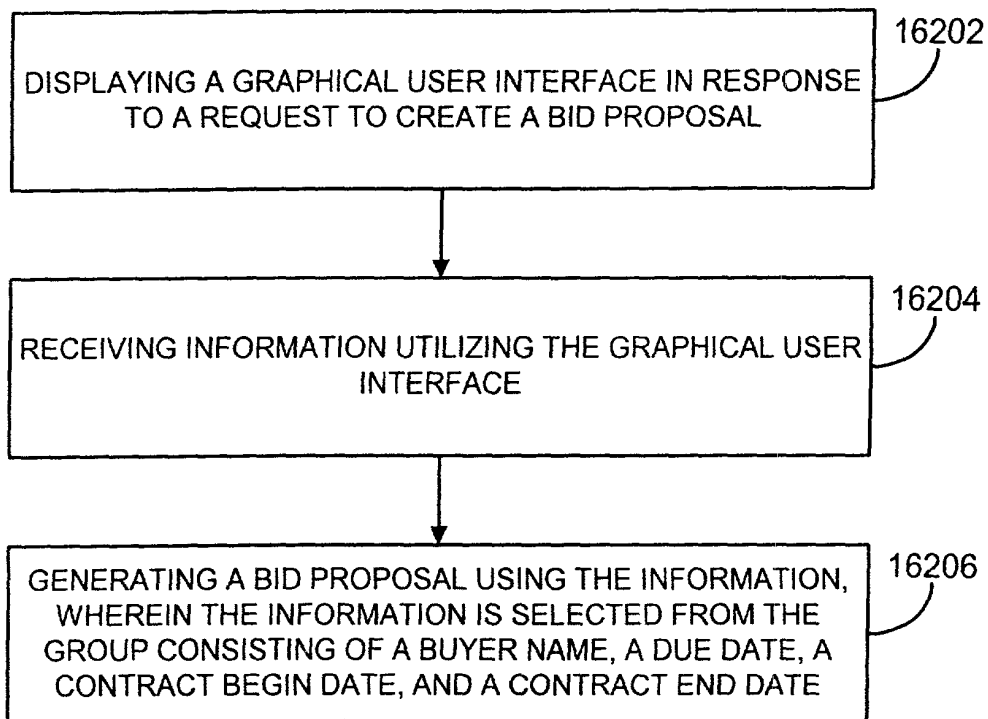 16202
DISPLAYING A GRAPHICAL USER INTERFACE IN RESPONSE
TO A REQUEST TO CREATE A BID PROPOSAL
16204
RECEIVING INFORMATION UTILIZING THE GRAPHICAL USER
INTERFACE
16206
GENERATING A BID PROPOSAL USING THE INFORMATION,
WHEREIN THE INFORMATION IS SELECTED FROM THE
GROUP CONSISTING OF A BUYER NAME, A DUE DATE, A
CONTRACT BEGIN DATE, AND A CONTRACT END DATE